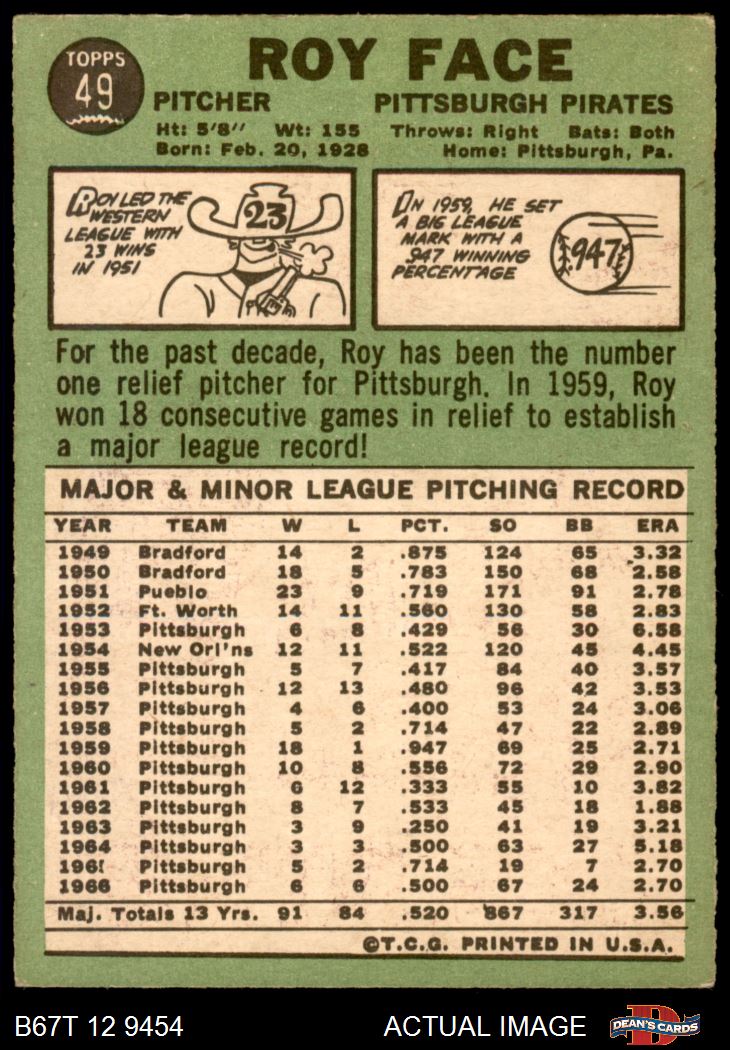 TOPPS
49
ROY FACE
PITCHER PITTSBURGH PIRATES
Ht: 5'8'' Wt: 155 Throws: Right Bats: Both
Born: Feb. 20, 1928 Home: Pittsburgh, Pa.
ROY LED THE
WESTERN
LEAGUE WITH
23 WINS
IN 1951
23
IN 1959, HE SET
A BIG LEAGUE
MARK WITH A
.947 WINNING
PERCENTAGE
.947
For the past decade, Roy has been the number
one relief pitcher for Pittsburgh. In 1959, Roy
won 18 consecutive games in relief to establish
a major league record!
MAJOR & MINOR LEAGUE PITCHING RECORD
YEAR TEAM W L PCT. SO BB ERA
1949 Bradford 14 2 .875 124 65 3.32
1950 Bradford 18 5 .783 150 68 2.58
1951 Pueblo 23 9 .719 171 91 2.78
1952 Ft. Worth 14 11 .560 130 58 2.83
1953 Pittsburgh 6 8 .429 56 30 6.58
1954 New Orl'ns 12 11 .522 120 45 4.45
1955 Pittsburgh 5 7 .417 84 40 3.57
1956 Pittsburgh 12 13 .480 96 42 3.53
1957 Pittsburgh 4 6 .400 53 24 3.06
1958 Pittsburgh 5 2 .714 47 22 2.89
1959 Pittsburgh 18 1 .947 69 25 2.71
1960 Pittsburgh 10 8 .556 72 29 2.90
1961 Pittsburgh 6 12 .333 55 10 3.82
1962 Pittsburgh 8 7 .533 45 18 1.88
1963 Pittsburgh 3 9 .250 41 19 3.21
1964 Pittsburgh 3 3 .500 63 27 5.18
1965 Pittsburgh 5 2 .714 19 7 2.70
1966 Pittsburgh 6 6 .500 67 24 2.70
Maj. Totals 13 Yrs. 91 84 .520 867 317 3.56
©T.C.G. PRINTED IN U.S.A.
B67T 12 9454 ACTUAL IMAGE
D
DEAN'S CARDS